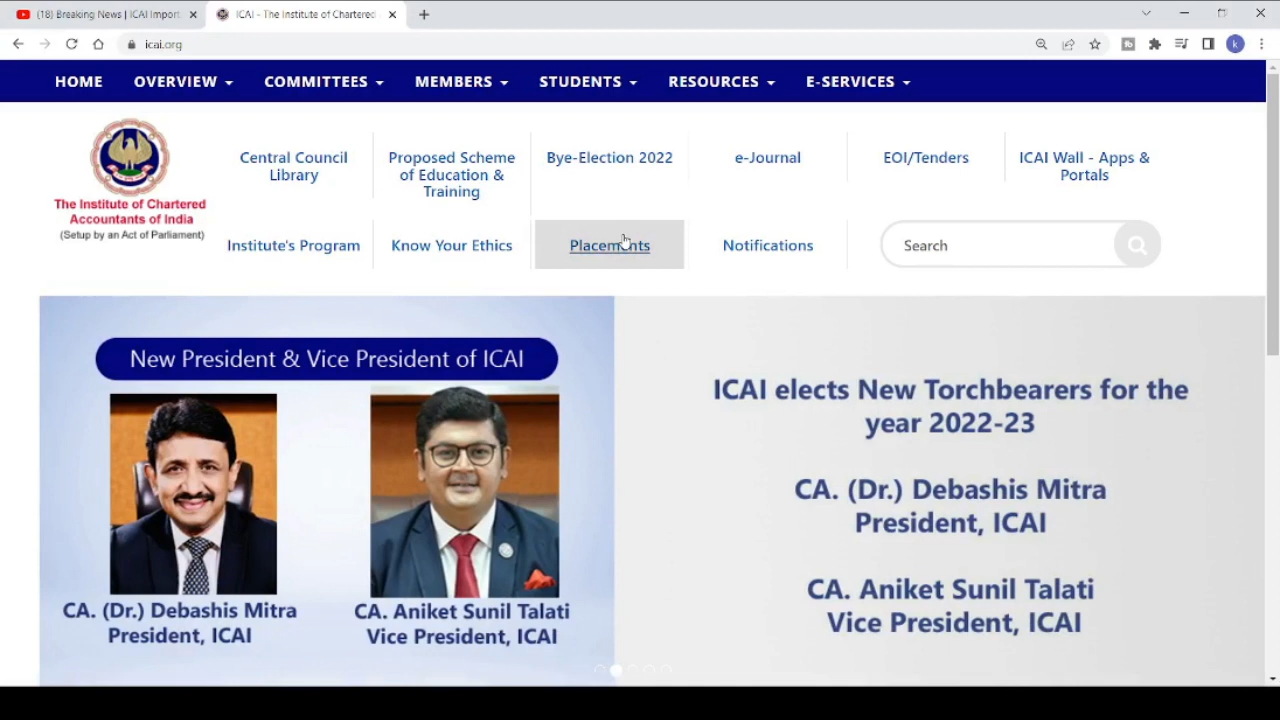 (18) Breaking News | ICAI Import
ICAI - The Institute of Chartered
icai.org
k
HOME OVERVIEW COMMITTEES MEMBERS STUDENTS RESOURCES E-SERVICES
The Institute of Chartered
Accountants of India
(Setup by an Act of Parliament)
Central Council
Library
Proposed Scheme
of Education &
Training
Bye-Election 2022
e-Journal
EOI/Tenders
ICAI Wall - Apps &
Portals
Institute's Program
Know Your Ethics
Placements
Notifications
Search
New President & Vice President of ICAI
CA. (Dr.) Debashis Mitra
President, ICAI
CA. Aniket Sunil Talati
Vice President, ICAI
ICAI elects New Torchbearers for the
year 2022-23
CA. (Dr.) Debashis Mitra
President, ICAI
CA. Aniket Sunil Talati
Vice President, ICAI